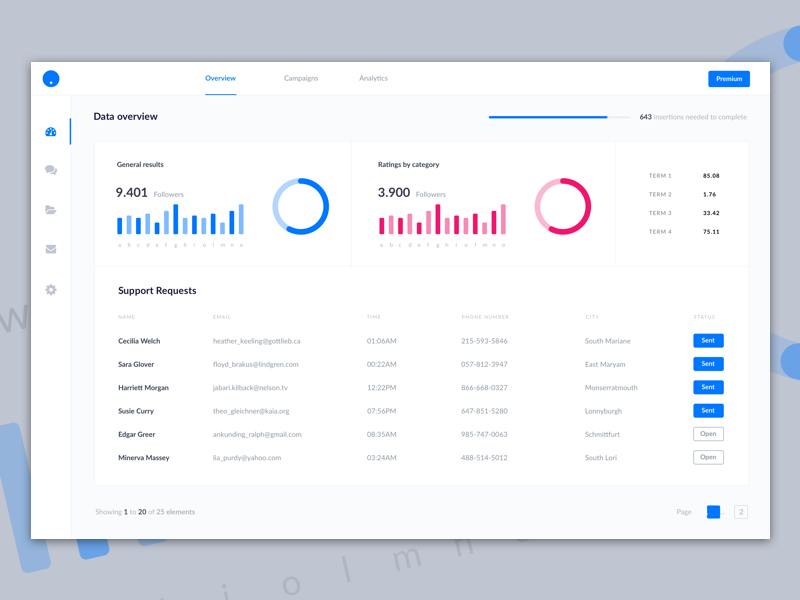 Overview Campaigns Analytics Premium
Data overview 643 Insertions needed to complete
General results
9.401 Followers
a b c d e f g h i o l m n o
Ratings by category
3.900 Followers
a b c d e f g h i o l m n o
TERM 1 85.08
TERM 2 1.76
TERM 3 33.42
TERM 4 75.11
Support Requests
NAME EMAIL TIME PHONE NUMBER CITY STATUS
Cecilia Welch heather_keeling@gottlieb.ca 01:06AM 215-593-5846 South Mariane Sent
Sara Glover floyd_brakus@lindgren.com 00:22AM 057-812-3947 East Maryam Sent
Harriett Morgan jabari.kilback@nelson.tv 12:22PM 866-668-0327 Monserratmouth Sent
Susie Curry theo_gleichner@kaia.org 07:56PM 647-851-5280 Lonnyburgh Sent
Edgar Greer ankunding_ralph@gmail.com 08:35AM 985-747-0063 Schmittfurt Open
Minerva Massey lia_purdy@yahoo.com 03:24AM 488-514-5012 South Lori Open
Showing 1 to 20 of 25 elements Page 2
w
i o l m n